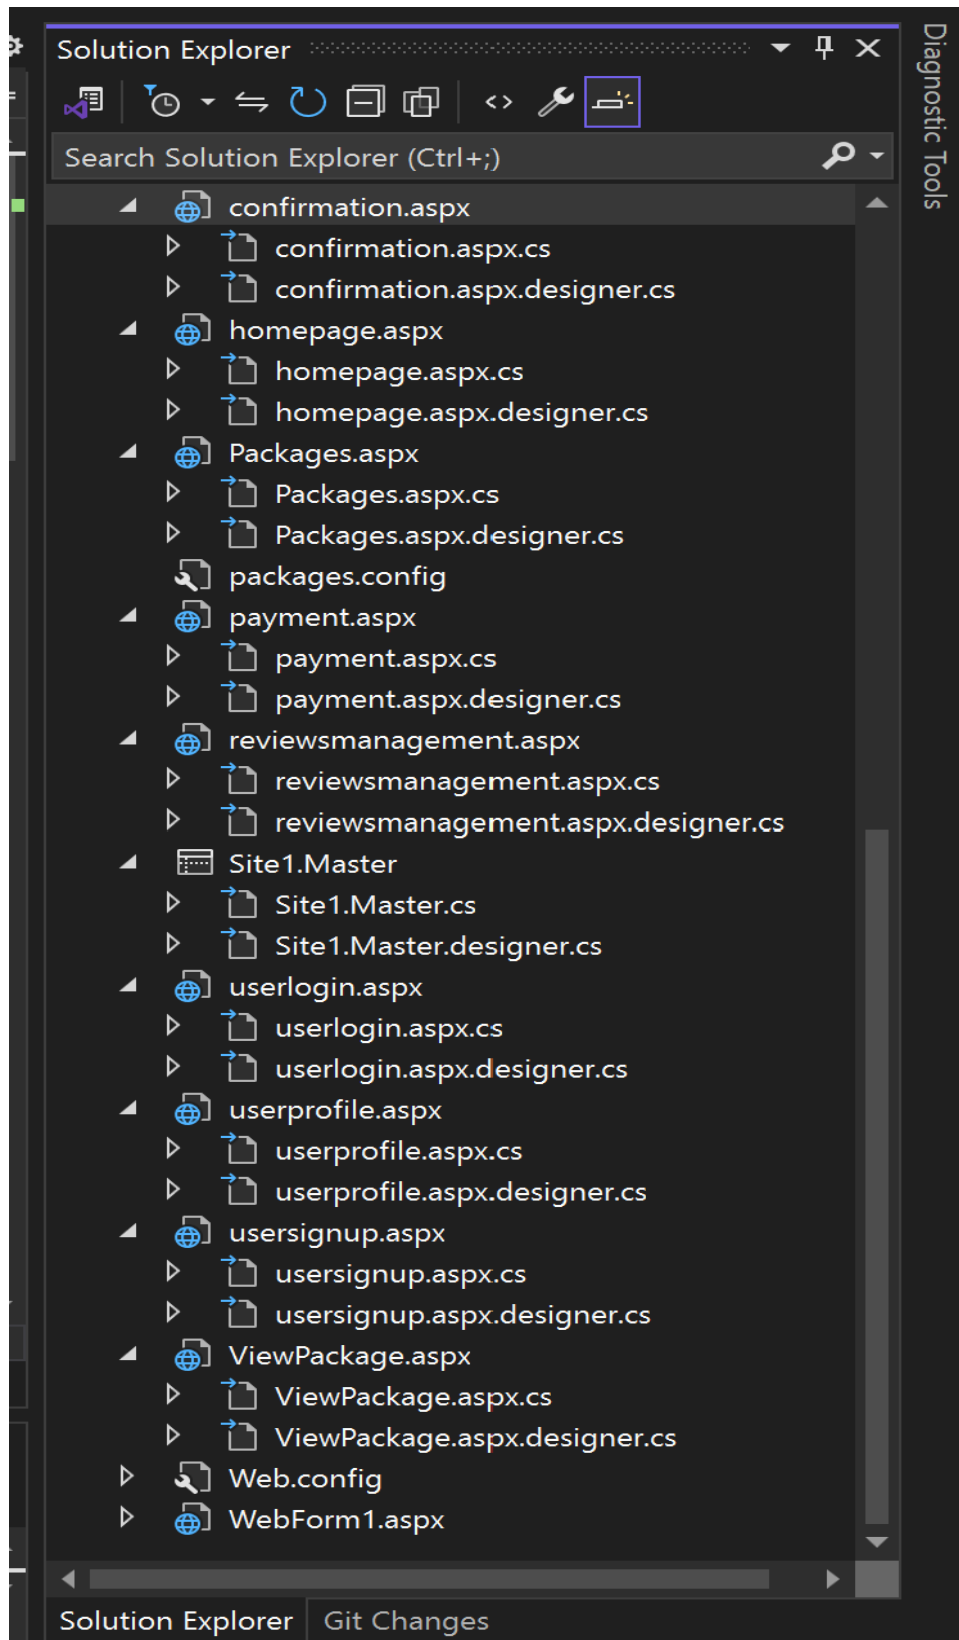 Solution Explorer
Search Solution Explorer (Ctrl+;)
confirmation.aspx
confirmation.aspx.cs
confirmation.aspx.designer.cs
homepage.aspx
homepage.aspx.cs
homepage.aspx.designer.cs
Packages.aspx
Packages.aspx.cs
Packages.aspx.designer.cs
packages.config
payment.aspx
payment.aspx.cs
payment.aspx.designer.cs
reviewsmanagement.aspx
reviewsmanagement.aspx.cs
reviewsmanagement.aspx.designer.cs
Site1.Master
Site1.Master.cs
Site1.Master.designer.cs
userlogin.aspx
userlogin.aspx.cs
userlogin.aspx.designer.cs
userprofile.aspx
userprofile.aspx.cs
userprofile.aspx.designer.cs
usersignup.aspx
usersignup.aspx.cs
usersignup.aspx.designer.cs
ViewPackage.aspx
ViewPackage.aspx.cs
ViewPackage.aspx.designer.cs
Web.config
WebForm1.aspx
Solution Explorer Git Changes
Diagnostic Tools